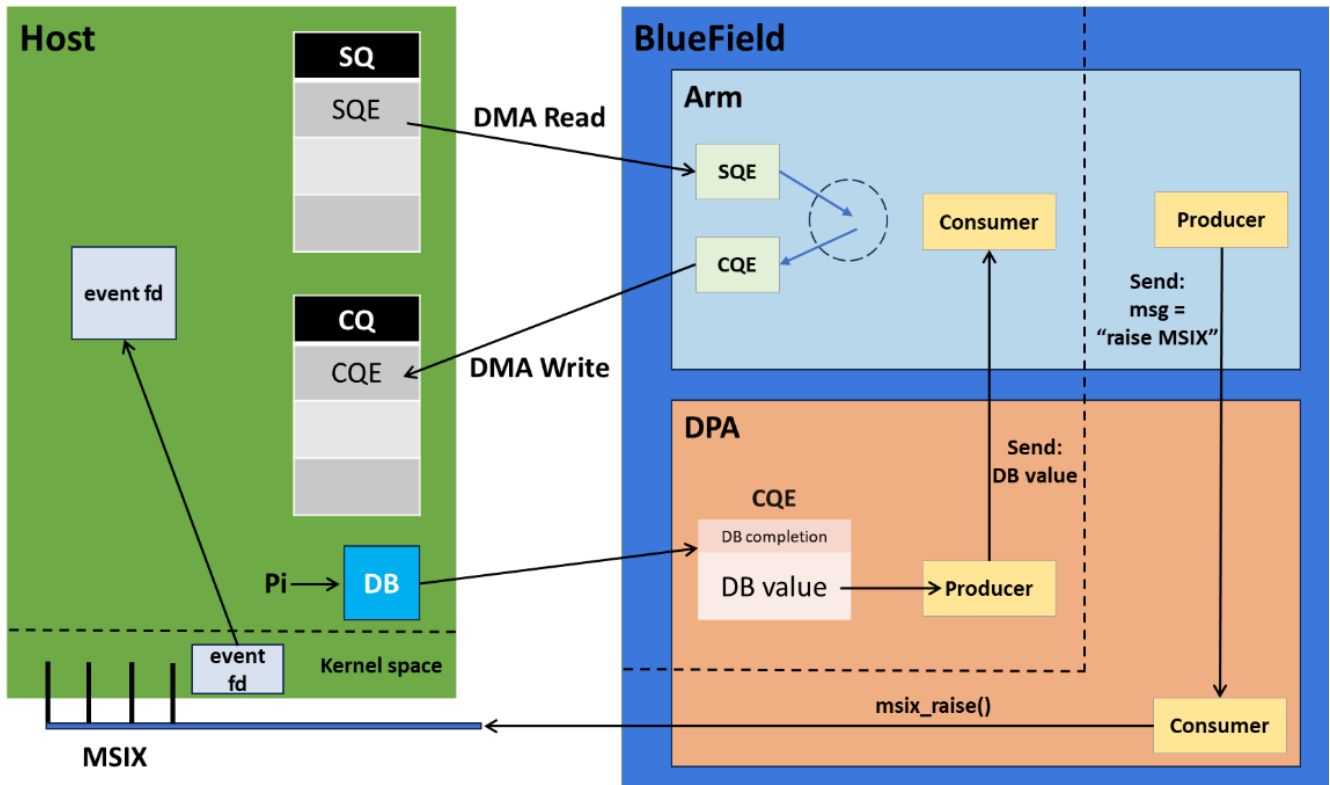 Host
SQ
SQE
event fd
CQ
CQE
Pi
DB
event
fd
Kernel space
MSIX
DMA Read
DMA Write
BlueField
Arm
SQE
CQE
Consumer
Producer
Send:
msg =
“raise MSIX”
DPA
Send:
DB value
CQE
DB completion
DB value
Producer
msix_raise()
Consumer